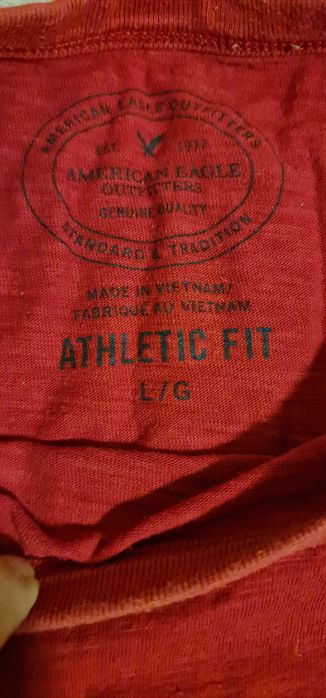 AMERICAN EAGLE OUTFITTERS
EST. 1977
AMERICAN EAGLE
OUTFITTERS
GENUINE QUALITY
STANDARD & TRADITION
MADE IN VIETNAM/
FABRIQUE AU VIETNAM
ATHLETIC FIT
L/G